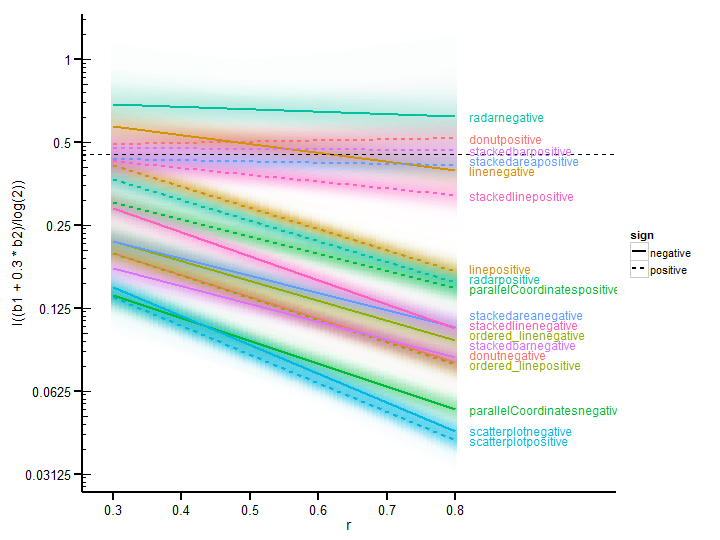 1
0.5
0.25
0.125
0.0625
0.03125
I((b1 + 0.3 * b2)/log(2))
0.3 0.4 0.5 0.6 0.7 0.8
r
radarnegative
donutpositive
stackedbarpositive
stackedareapositive
linenegative
stackedlinepositive
linepositive
radarpositive
parallelCoordinatespositive
stackedareanegative
stackedlinenegative
ordered_linenegative
stackedbarnegative
donutnegative
ordered_linepositive
parallelCoordinatesnegativ
scatterplotnegative
scatterplotpositive
sign
negative
positive